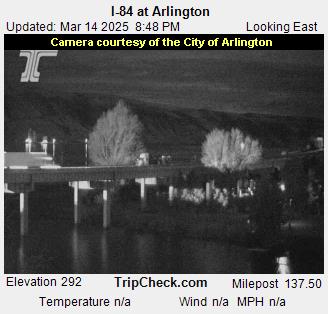 I-84 at Arlington
Updated: Mar 14 2025 8:48 PM Looking East
Camera courtesy of the City of Arlington
Elevation 292 TripCheck.com Milepost 137.50
Temperature n/a Wind n/a MPH n/a